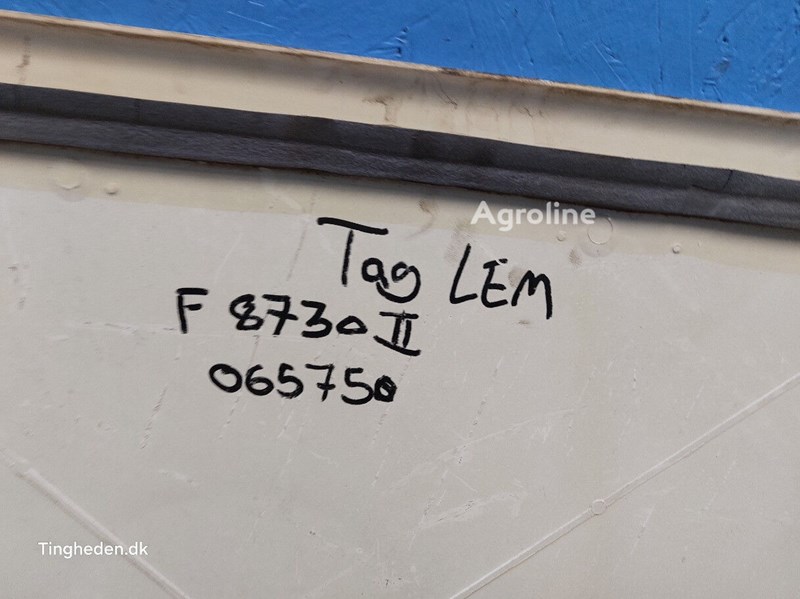 Agroline
Tag LEM
F 8730 II
065750
Tingheden.dk